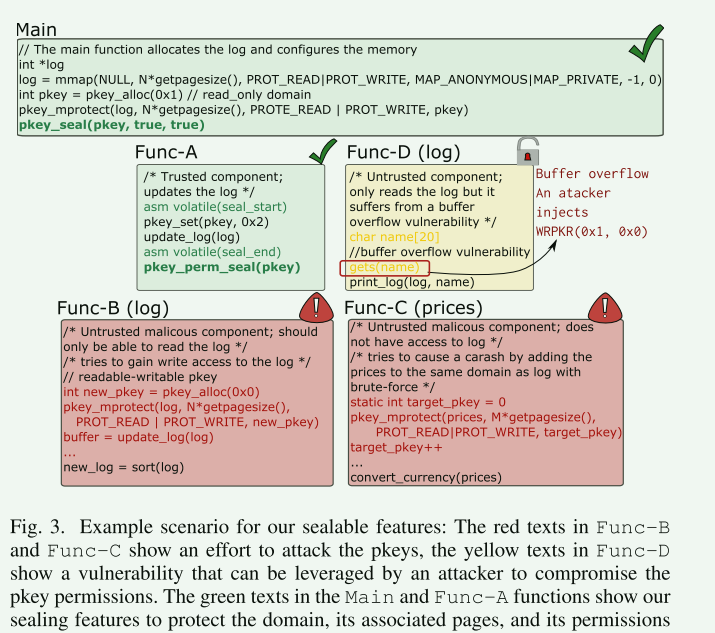 Main
// The main function allocates the log and configures the memory
int *log
log = mmap(NULL, N*getpagesize(), PROT_READ|PROT_WRITE, MAP_ANONYMOUS|MAP_PRIVATE, -1, 0)
int pkey = pkey_alloc(0x1) // read_only domain
pkey_mprotect(log, N*getpagesize(), PROTE_READ | PROT_WRITE, pkey)
pkey_seal(pkey, true, true)
Func-A
/* Trusted component;
updates the log */
asm volatile(seal_start)
pkey_set(pkey, 0x2)
update_log(log)
asm volatile(seal_end)
pkey_perm_seal(pkey)
Func-D (log)
/* Untrusted component;
only reads the log but it
suffers from a buffer
overflow vulnerability */
char name[20]
//buffer overflow vulnerability
gets(name)
print_log(log, name)
Buffer overflow
An atacker
injects
WRPKR(0x1, 0x0)
Func-B (log)
/* Untrusted malicous component; should
only be able to read the log */
/* tries to gain write access to the log */
// readable-writable pkey
int new_pkey = pkey_alloc(0x0)
pkey_mprotect(log, N*getpagesize(),
PROT_READ | PROT_WRITE, new_pkey)
buffer = update_log(log)
...
new_log = sort(log)
Func-C (prices)
/* Untrusted malicous component; does
not have access to log */
/* tries to cause a carash by adding the
prices to the same domain as log with
brute-force */
static int target_pkey = 0
pkey_mprotect(prices, M*getpagesize(),
PROT_READ|PROT_WRITE, target_pkey)
target_pkey++
...
convert_currency(prices)
Fig. 3. Example scenario for our sealable features: The red texts in Func-B
and Func-C show an effort to attack the pkeys, the yellow texts in Func-D
show a vulnerability that can be leveraged by an attacker to compromise the
pkey permissions. The green texts in the Main and Func-A functions show our
sealing features to protect the domain, its associated pages, and its permissions